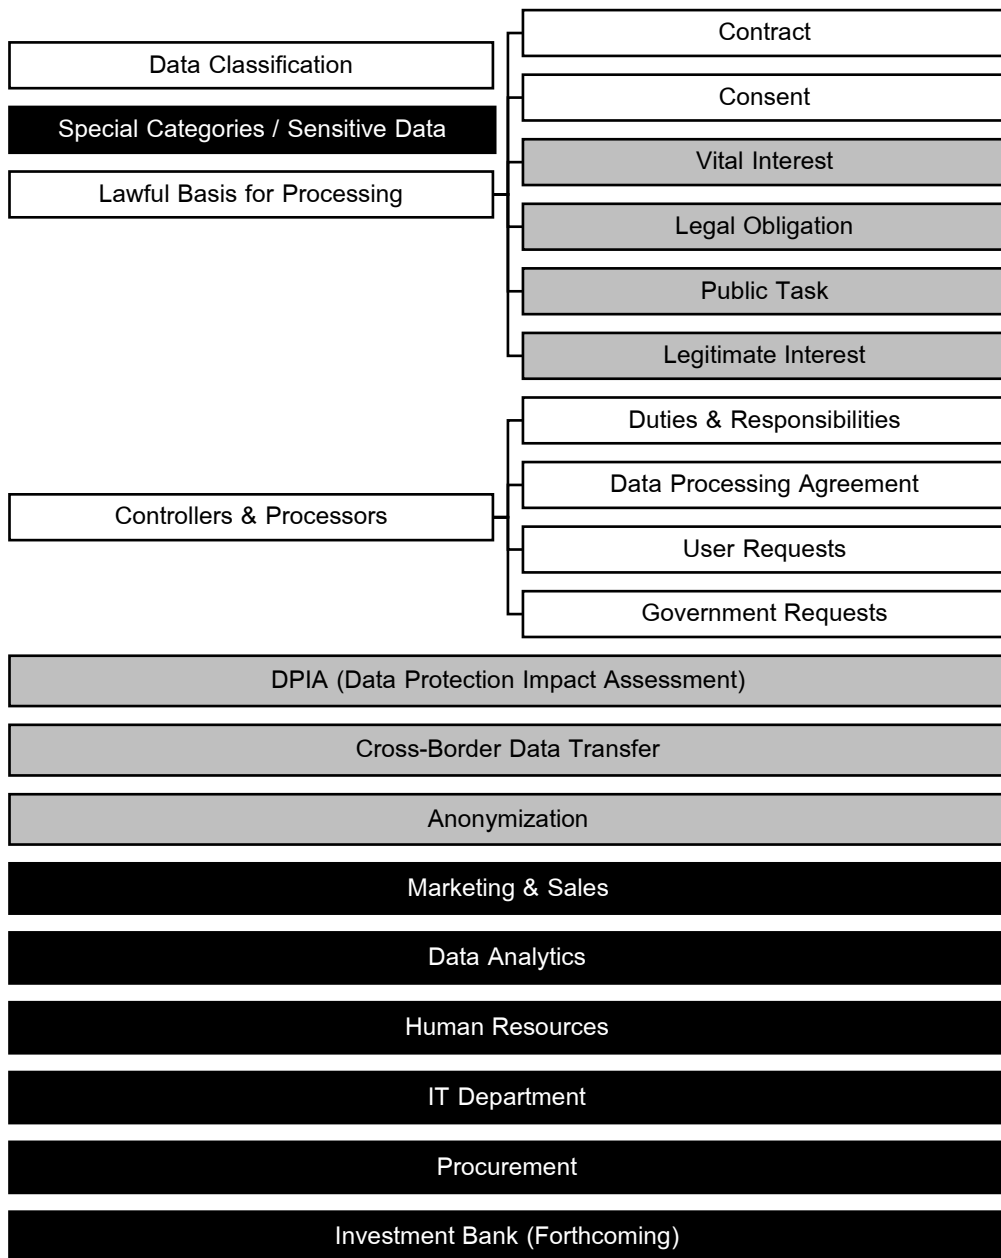 Data Classification
Special Categories / Sensitive Data
Lawful Basis for Processing
Contract
Consent
Vital Interest
Legal Obligation
Public Task
Legitimate Interest
Controllers & Processors
Duties & Responsibilities
Data Processing Agreement
User Requests
Government Requests
DPIA (Data Protection Impact Assessment)
Cross-Border Data Transfer
Anonymization
Marketing & Sales
Data Analytics
Human Resources
IT Department
Procurement
Investment Bank (Forthcoming)